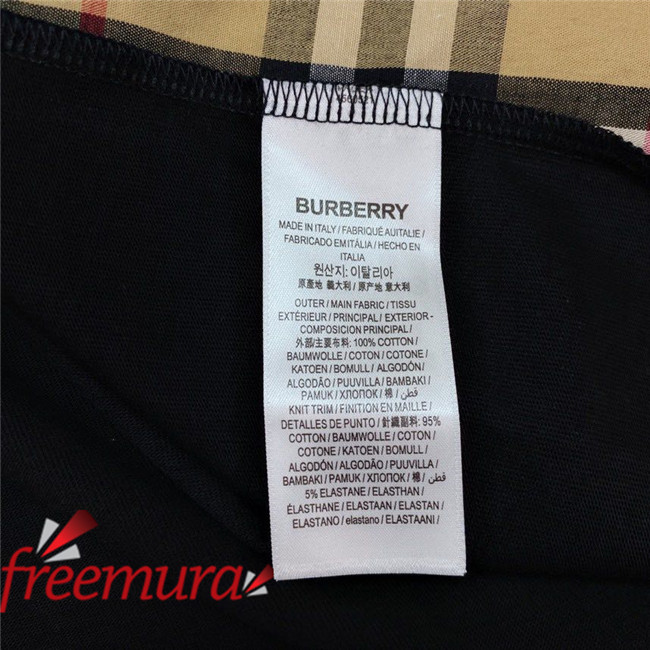 BURBERRY
MADE IN ITALY / FABRIQUÉ AUITALIE /
FABRICADO EM ITÁLIA / HECHO EN
ITALIA
원산지: 이탈리아
原產地 義大利 / 原产地 意大利
OUTER / MAIN FABRIC / TISSU
EXTÉRIEUR / PRINCIPAL / EXTERIOR-
COMPOSICION PRINCIPAL /
外部/主要布料: 100% COTTON /
BAUMWOLLE / COTON / COTONE /
KATOEN / BOMULL / ALGODÓN /
ALGODÃO / PUUVILLA / BAMBAKI /
PAMUK / ХЛОПОК / 棉 / قطن /
KNIT TRIM / FINITION EN MAILLE /
DETALLES DE PUNTO / 針織副料: 95%
COTTON / BAUMWOLLE / COTON /
COTONE / KATOEN / BOMULL /
ALGODÓN / ALGODÃO / PUUVILLA /
BAMBAKI / PAMUK / ХЛОПОК / 棉 / قطن /
5% ELASTANE / ELASTHAN /
ÉLASTHANE / ELASTAAN / ELASTAN /
ELASTANO / elastano / ELASTAANI /
freemura